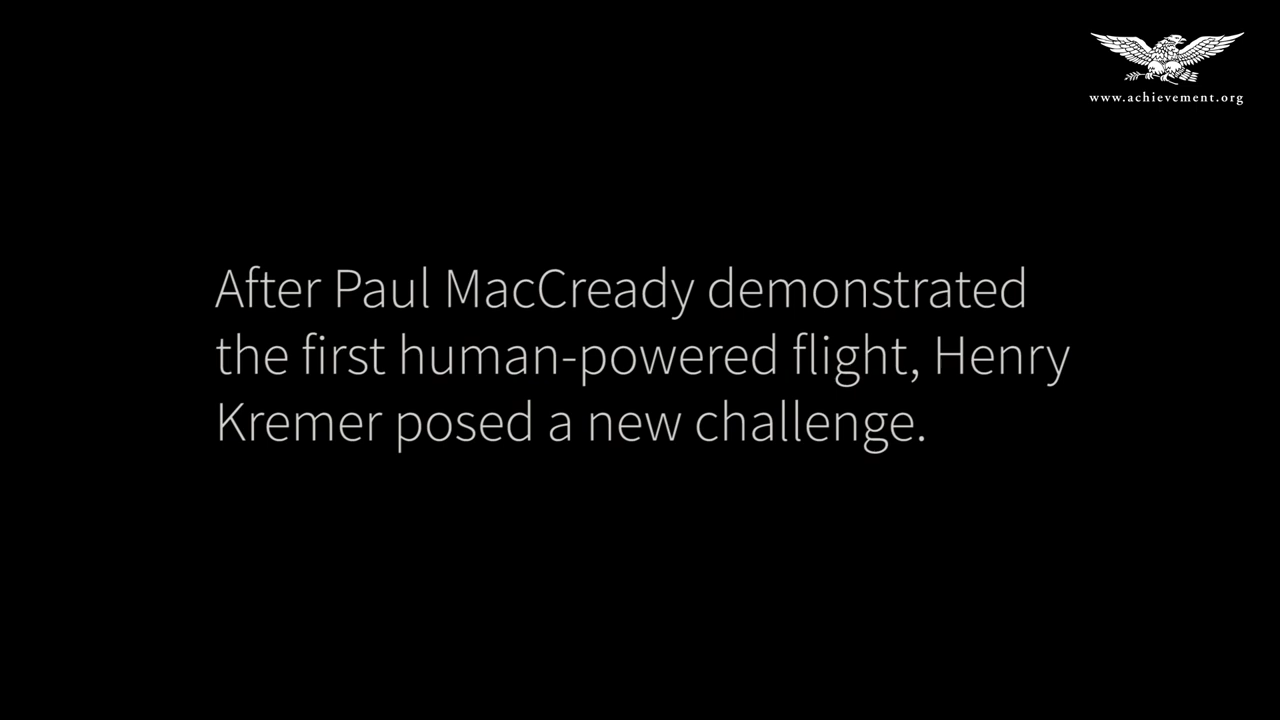 www.achievement.org
After Paul MacCready demonstrated
the first human-powered flight, Henry
Kremer posed a new challenge.